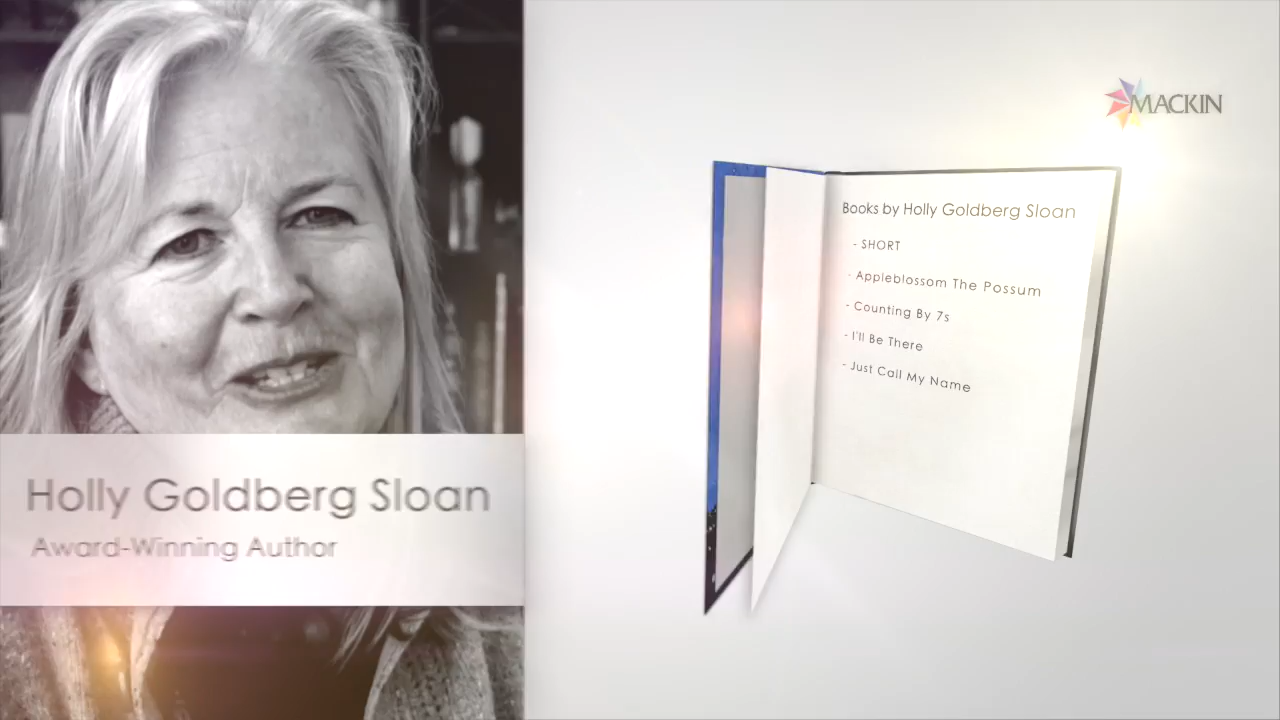 MACKIN
Books by Holly Goldberg Sloan
- SHORT
- Appleblossom The Possum
- Counting By 7s
- I'll Be There
- Just Call My Name
Holly Goldberg Sloan
Award-Winning Author